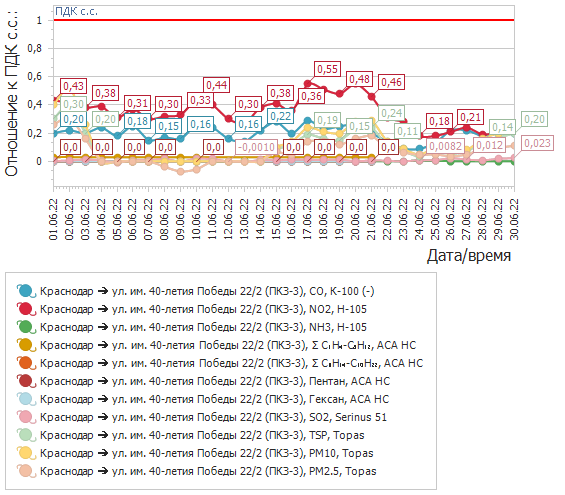 ПДК с.с.
Отношение к ПДК с.с.:
1
0,8
0,6
0,4
0,2
0
0,43 0,38 0,31 0,30 0,33 0,44 0,30 0,38 0,36 0,55 0,48 0,46 0,18 0,21
0,30 0,20 0,20 0,18 0,15 0,16 0,16 0,22 0,19 0,15 0,24 0,11 0,14 0,20
0,0 0,0 0,0 0,0 0,0 -0,0010 0,0 0,0 0,0 0,0 0,0082 0,012 0,023
01.06.22 02.06.22 03.06.22 04.06.22 05.06.22 06.06.22 07.06.22 08.06.22 09.06.22 10.06.22 11.06.22 12.06.22 13.06.22 14.06.22 15.06.22 16.06.22 17.06.22 18.06.22 19.06.22 20.06.22 21.06.22 22.06.22 23.06.22 24.06.22 25.06.22 26.06.22 27.06.22 28.06.22 29.06.22 30.06.22
Дата/время
Краснодар ➔ ул. им. 40-летия Победы 22/2 (ПКЗ-3), CO, К-100 (-)
Краснодар ➔ ул. им. 40-летия Победы 22/2 (ПКЗ-3), NO2, Н-105
Краснодар ➔ ул. им. 40-летия Победы 22/2 (ПКЗ-3), NH3, Н-105
Краснодар ➔ ул. им. 40-летия Победы 22/2 (ПКЗ-3), Σ C₁H₄-C₅H₁₂, ACA HC
Краснодар ➔ ул. им. 40-летия Победы 22/2 (ПКЗ-3), Σ C₆H₁₄-C₁₀H₂₂, ACA HC
Краснодар ➔ ул. им. 40-летия Победы 22/2 (ПКЗ-3), Пентан, ACA HC
Краснодар ➔ ул. им. 40-летия Победы 22/2 (ПКЗ-3), Гексан, ACA HC
Краснодар ➔ ул. им. 40-летия Победы 22/2 (ПКЗ-3), SO2, Serinus 51
Краснодар ➔ ул. им. 40-летия Победы 22/2 (ПКЗ-3), TSP, Topas
Краснодар ➔ ул. им. 40-летия Победы 22/2 (ПКЗ-3), PM10, Topas
Краснодар ➔ ул. им. 40-летия Победы 22/2 (ПКЗ-3), PM2.5, Topas